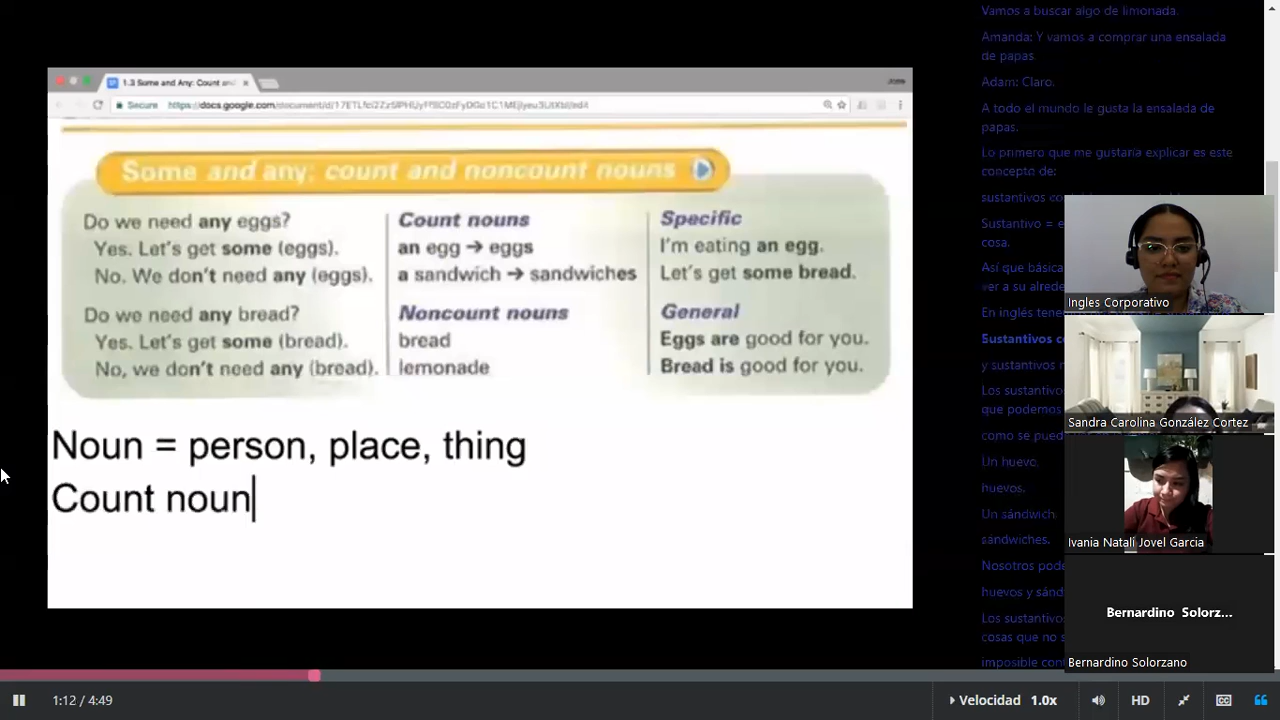 1.3 Some and Any: Count and
Secure
Some and any; count and noncount nouns
Do we need any eggs?
Yes. Let's get some (eggs).
No. We don't need any (eggs).
Do we need any bread?
Yes. Let's get some (bread).
No, we don't need any (bread).
Count nouns
an egg → eggs
a sandwich → sandwiches
Noncount nouns
bread
lemonade
Specific
I'm eating an egg.
Let's get some bread.
General
Eggs are good for you.
Bread is good for you.
Noun = person, place, thing
Count noun
Vamos a buscar algo de limonada.
Amanda: Y vamos a comprar una ensalada
de papas.
Adam: Claro.
A todo el mundo le gusta la ensalada de
papas.
Lo primero que me gustaría explicar es este
concepto de:
sustantivos
Sustantivo = e
cosa.
Así que básica
ver a su alrede
En inglés tene
Sustantivos c
y sustantivos n
Los sustantivo
que podemos
como se pued
Un huevo,
huevos.
Un sándwich,
sándwiches.
Nosotros pode
huevos y sánd
Los sustantivos
cosas que no s
imposible cont
Ingles Corporativo
Sandra Carolina González Cortez
Ivania Natali Jovel Garcia
Bernardino Solorz...
Bernardino Solorzano
1:12 / 4:49
Velocidad 1.0x
HD
CC